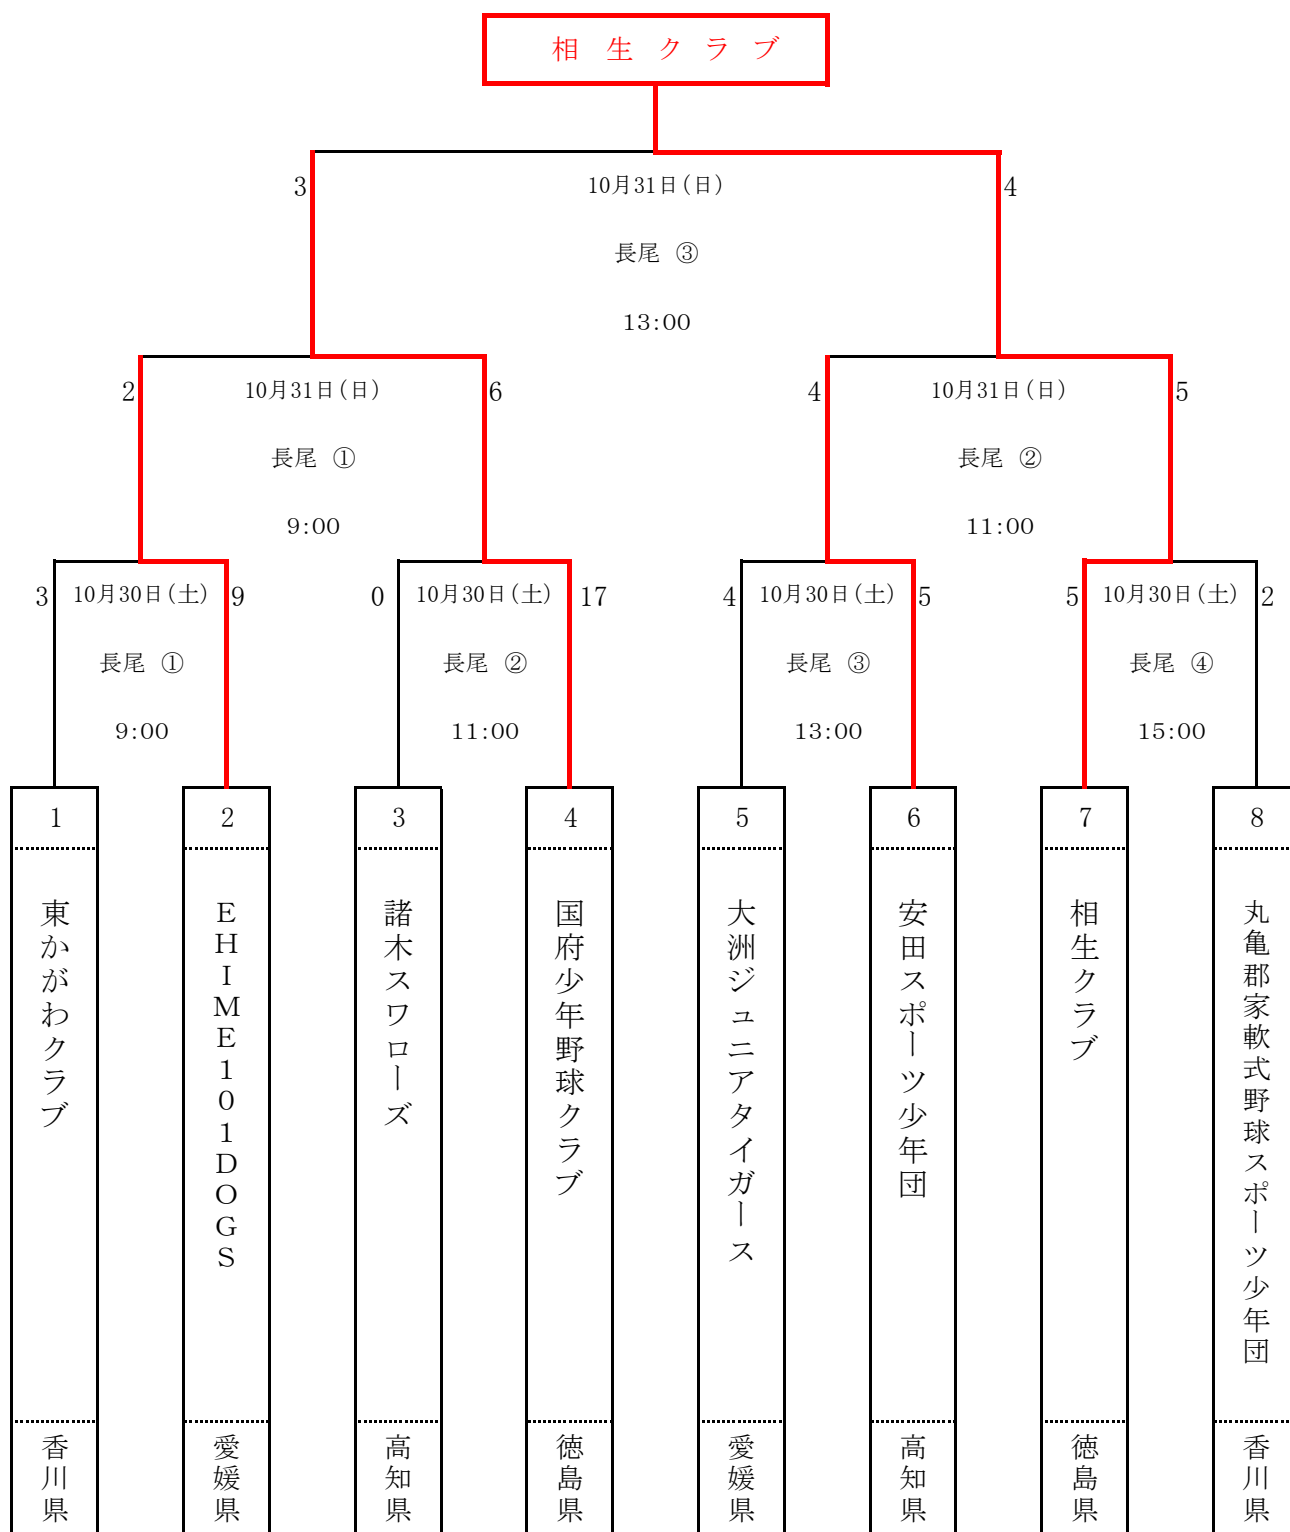 相生クラブ
3 10月31日(日) 4
長尾 ③
13:00
2 10月31日(日) 6
長尾 ①
9:00
4 10月31日(日) 5
長尾 ②
11:00
3 10月30日(土) 9
長尾 ①
9:00
0 10月30日(土) 17
長尾 ②
11:00
4 10月30日(土) 5
長尾 ③
13:00
5 10月30日(土) 2
長尾 ④
15:00
1
東かがわクラブ
香川県
2
EHIME101DOGS
愛媛県
3
諸木スワローズ
高知県
4
国府少年野球クラブ
徳島県
5
大洲ジュニアタイガース
愛媛県
6
安田スポーツ少年団
高知県
7
相生クラブ
徳島県
8
丸亀郡家軟式野球スポーツ少年団
香川県